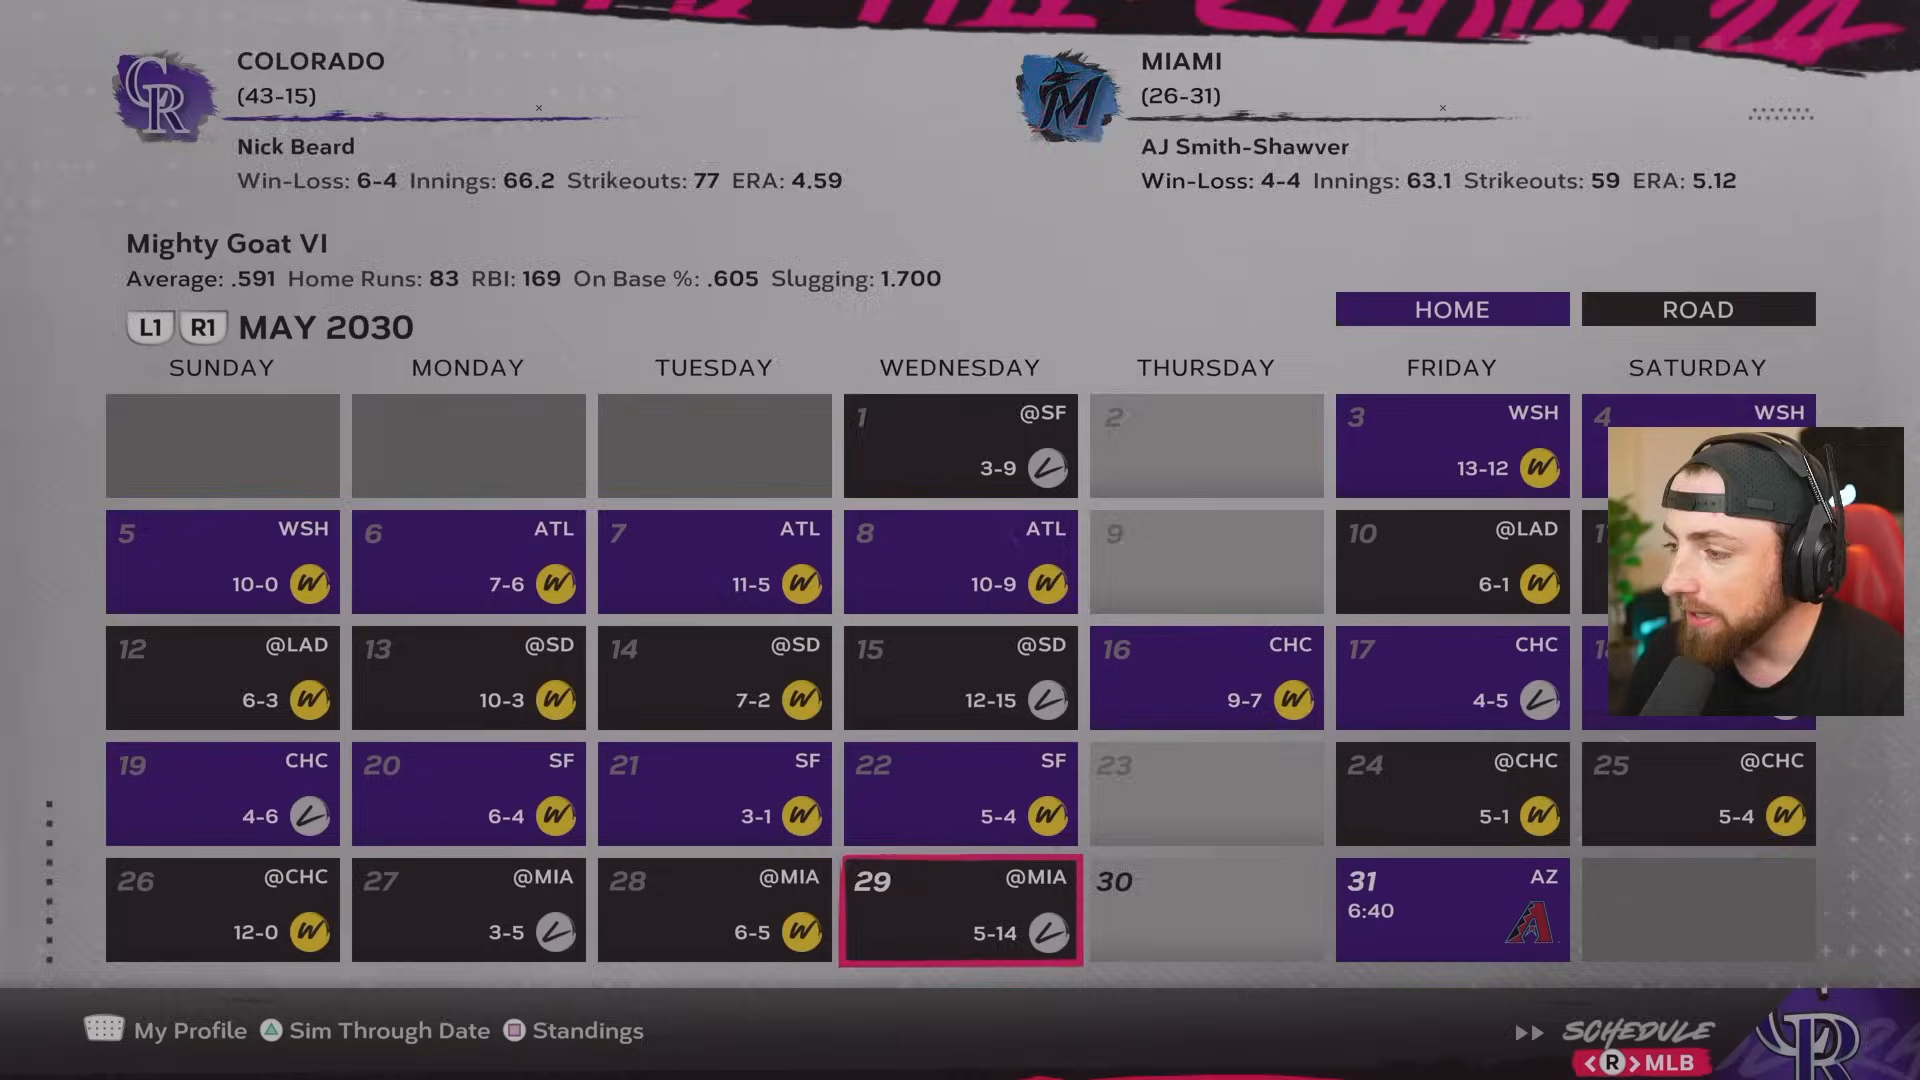 THE SHOW 24
COLORADO
(43-15)
Nick Beard
Win-Loss: 6-4 Innings: 66.2 Strikeouts: 77 ERA: 4.59
MIAMI
(26-31)
AJ Smith-Shawver
Win-Loss: 4-4 Innings: 63.1 Strikeouts: 59 ERA: 5.12
Mighty Goat VI
Average: .591 Home Runs: 83 RBI: 169 On Base %: .605 Slugging: 1.700
L1 R1 MAY 2030
HOME ROAD
SUNDAY MONDAY TUESDAY WEDNESDAY THURSDAY FRIDAY SATURDAY
1 @SF 2 3 WSH 4 WSH
3-9 L 13-12 W
5 WSH 6 ATL 7 ATL 8 ATL 9 10 @LAD
10-0 W 7-6 W 11-5 W 10-9 W 6-1 W
12 @LAD 13 @SD 14 @SD 15 @SD 16 CHC 17 CHC
6-3 W 10-3 W 7-2 W 12-15 L 9-7 W 4-5 L
19 CHC 20 SF 21 SF 22 SF 23 24 @CHC 25 @CHC
4-6 L 6-4 W 3-1 W 5-4 W 5-1 W 5-4 W
26 @CHC 27 @MIA 28 @MIA 29 @MIA 30 31 AZ
6:40
12-0 W 3-5 L 6-5 W 5-14 L
My Profile Sim Through Date Standings
SCHEDULE
<R> MLB